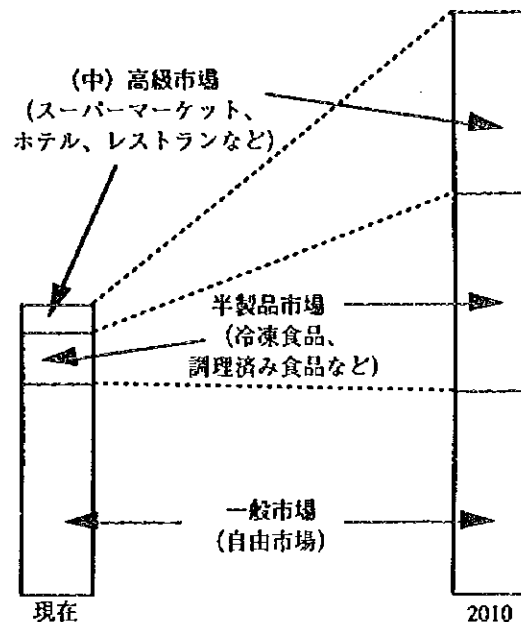 （中）高級市場
（スーパーマーケット、
ホテル、レストランなど）
半製品市場
（冷凍食品、
調理済み食品など）
一般市場
（自由市場）
現在
2010